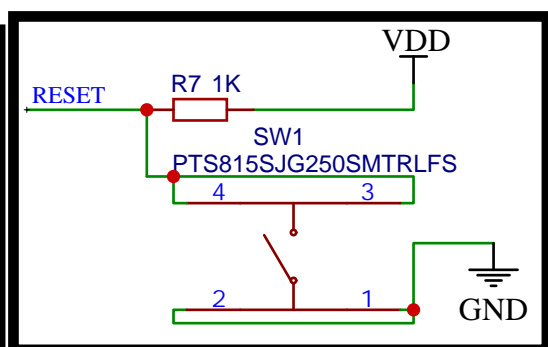 VDD
R7 1K
RESET
SW1
PTS815SJG250SMTRLFS
4 3
2 1
GND